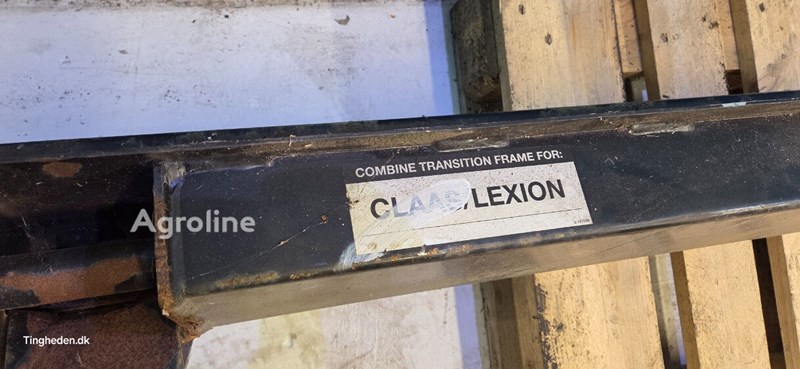 COMBINE TRANSITION FRAME FOR:
CLAAS/LEXION
Agroline
Tingheden.dk